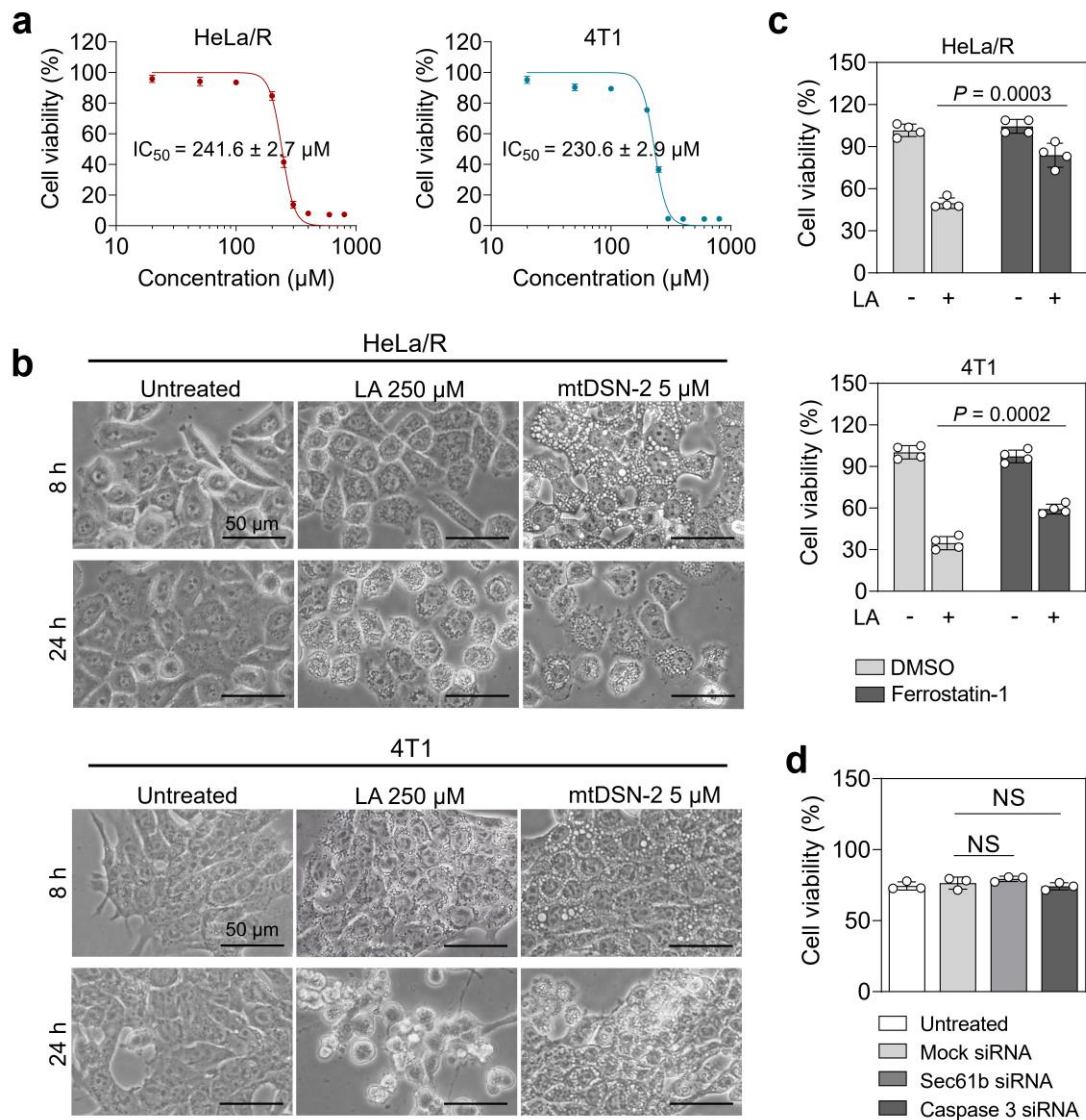 a
HeLa/R
Cell viability (%)
120
100
80
60
40
20
0
IC50 = 241.6 ± 2.7 µM
10
100
1000
Concentration (µM)
4T1
Cell viability (%)
120
100
80
60
40
20
0
IC50 = 230.6 ± 2.9 µM
10
100
1000
Concentration (µM)
b
HeLa/R
Untreated
LA 250 µM
mtDSN-2 5 µM
8 h
50 µm
24 h
4T1
Untreated
LA 250 µM
mtDSN-2 5 µM
8 h
50 µm
24 h
c
HeLa/R
Cell viability (%)
150
120
90
60
30
0
P = 0.0003
LA - + - +
4T1
Cell viability (%)
150
120
90
60
30
0
P = 0.0002
LA - + - +
DMSO
Ferrostatin-1
d
Cell viability (%)
150
100
50
0
NS
NS
Untreated
Mock siRNA
Sec61b siRNA
Caspase 3 siRNA